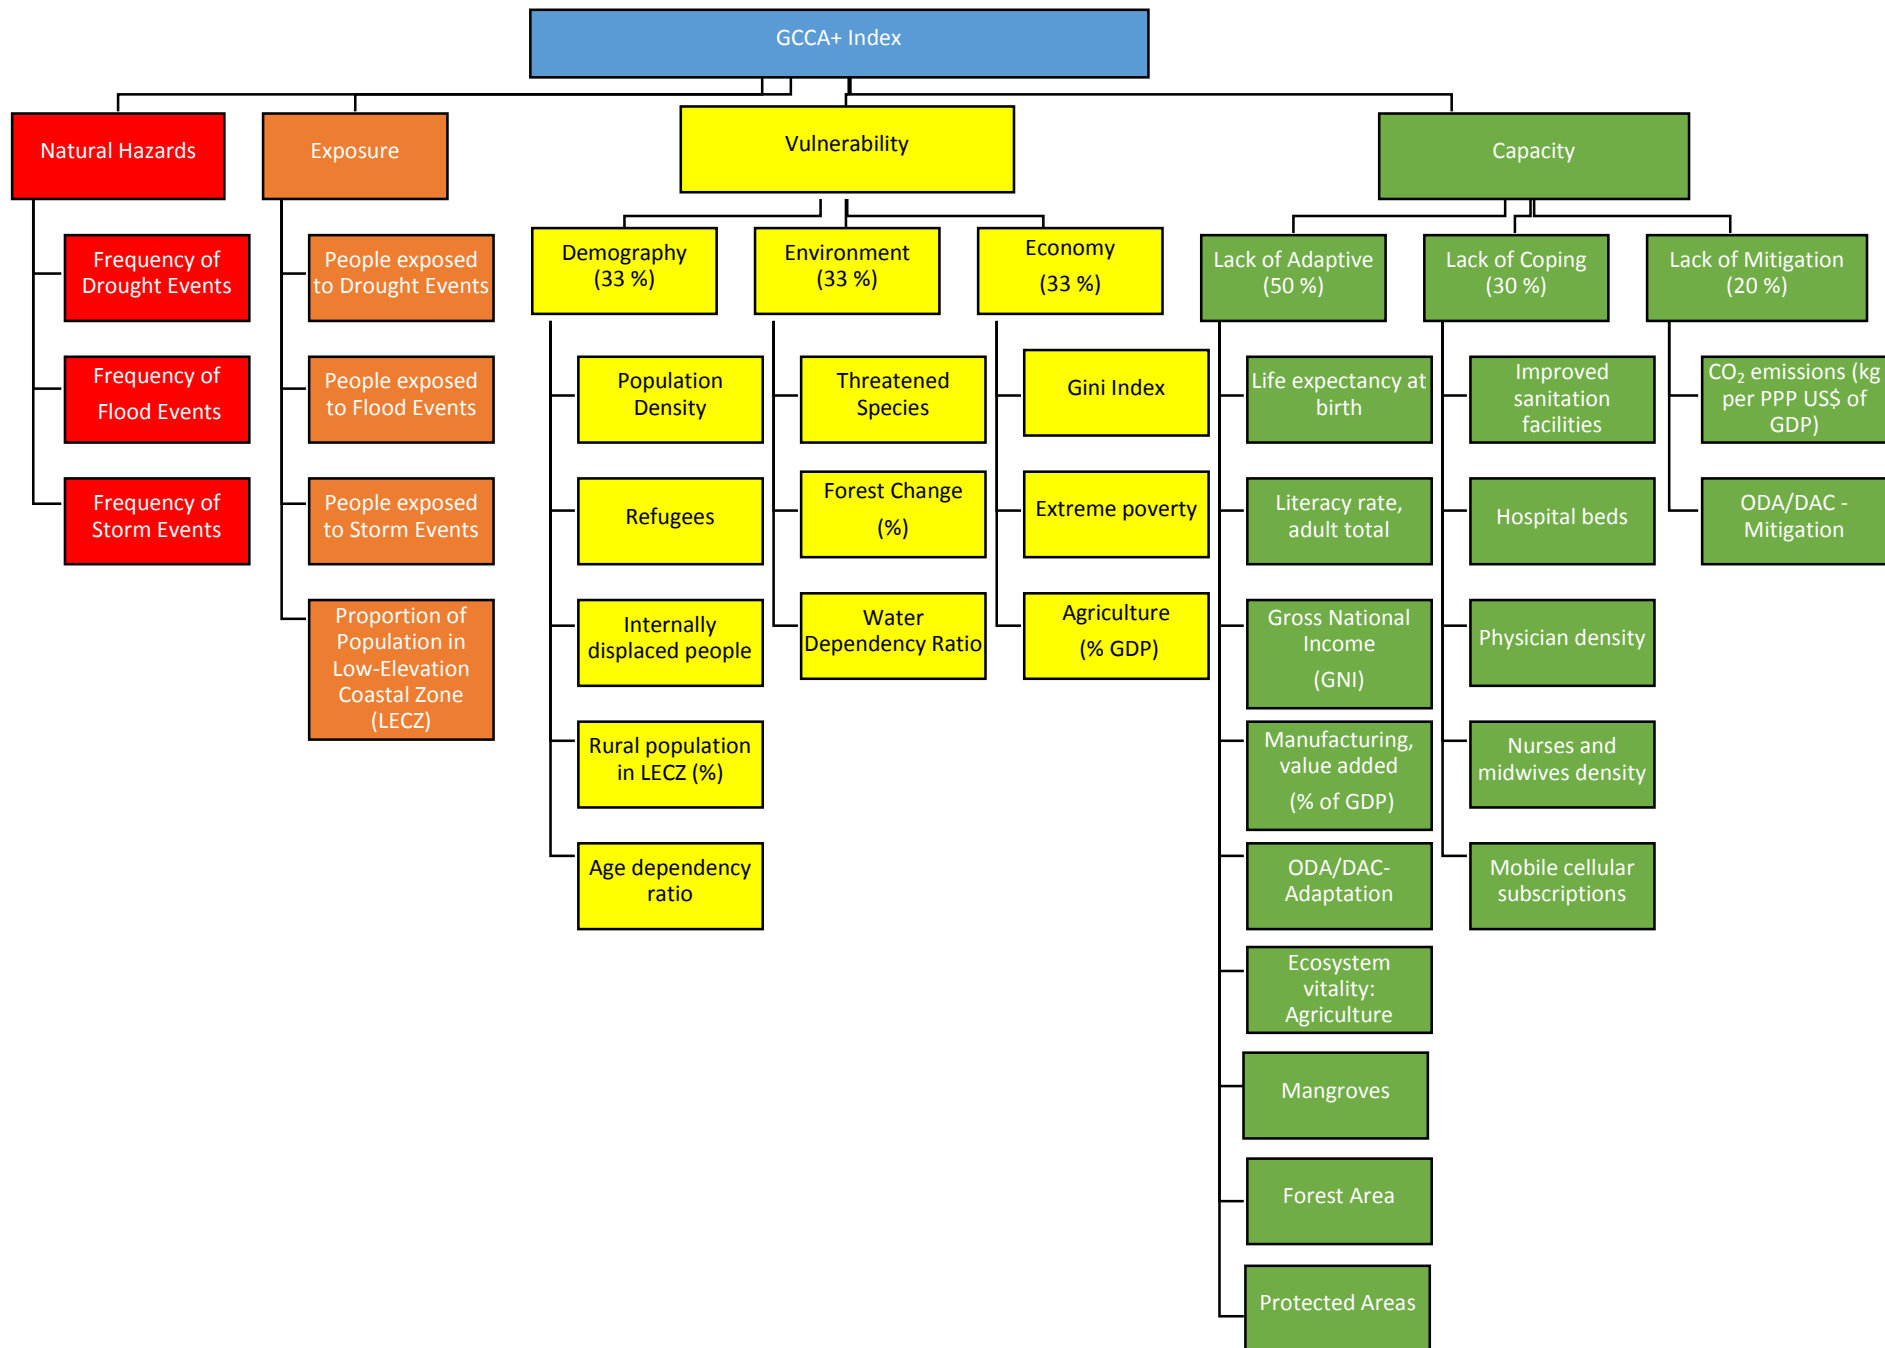 GCCA+ Index
Natural Hazards
Exposure
Vulnerability
Capacity
Frequency of
Drought Events
Frequency of
Flood Events
Frequency of
Storm Events
People exposed
to Drought Events
People exposed
to Flood Events
People exposed
to Storm Events
Proportion of
Population in
Low-Elevation
Coastal Zone
(LECZ)
Demography
(33 %)
Population
Density
Refugees
Internally
displaced people
Rural population
in LECZ (%)
Age dependency
ratio
Environment
(33 %)
Threatened
Species
Forest Change
(%)
Water
Dependency Ratio
Economy
(33 %)
Gini Index
Extreme poverty
Agriculture
(% GDP)
Lack of Adaptive
(50 %)
Life expectancy at
birth
Literacy rate,
adult total
Gross National
Income
(GNI)
Manufacturing,
value added
(% of GDP)
ODA/DAC-
Adaptation
Ecosystem
vitality:
Agriculture
Mangroves
Forest Area
Protected Areas
Lack of Coping
(30 %)
Improved
sanitation
facilities
Hospital beds
Physician density
Nurses and
midwives density
Mobile cellular
subscriptions
Lack of Mitigation
(20 %)
CO₂ emissions (kg
per PPP US$ of
GDP)
ODA/DAC -
Mitigation